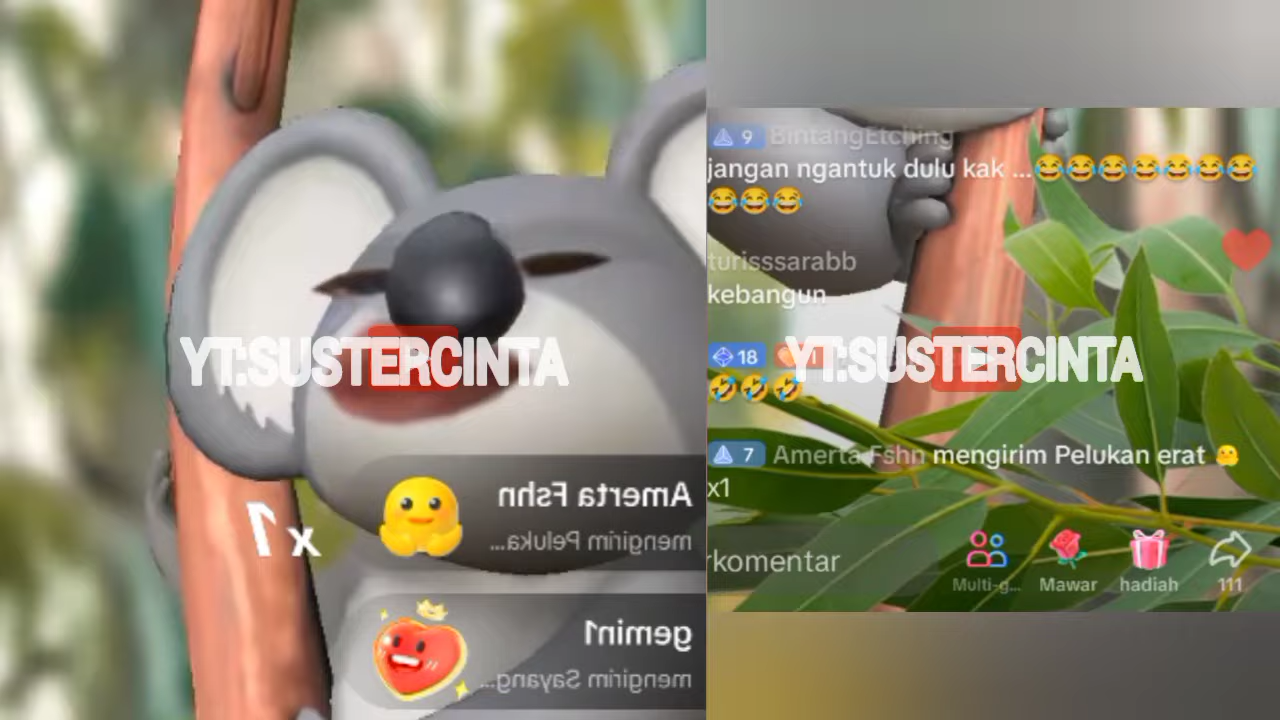 YT:SUSTERCINTA
Amerta Fshn
mengirim Peluka...
x1
gemin1
mengirim Sayang...
9 BintangEtching
jangan ngantuk dulu kak ...😂😂😂😂😂😂😂
😂😂😂
turisssarabb
kebangun
YT:SUSTERCINTA
18
🤣🤣🤣
7 Amerta Fshn mengirim Pelukan erat 🤗
x1
rkomentar
Multi-g... Mawar hadiah 111